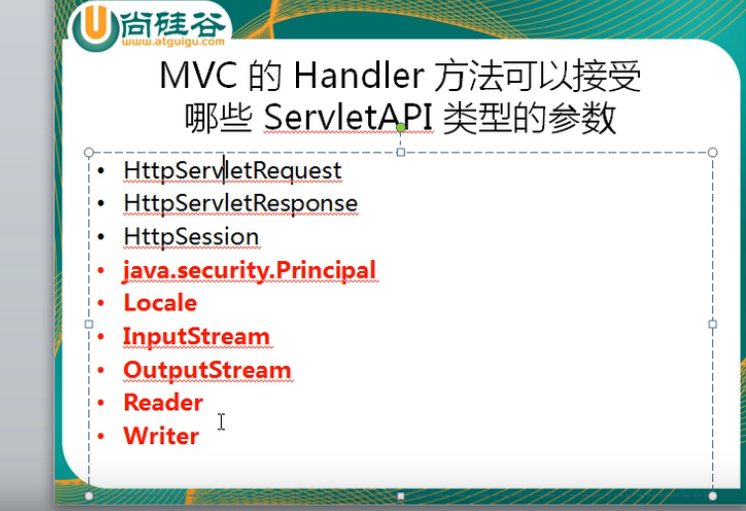 尚硅谷
www.atguigu.com
MVC 的 Handler 方法可以接受
哪些 ServletAPI 类型的参数
• HttpServletRequest
• HttpServletResponse
• HttpSession
• java.security.Principal
• Locale
• InputStream
• OutputStream
• Reader
• Writer